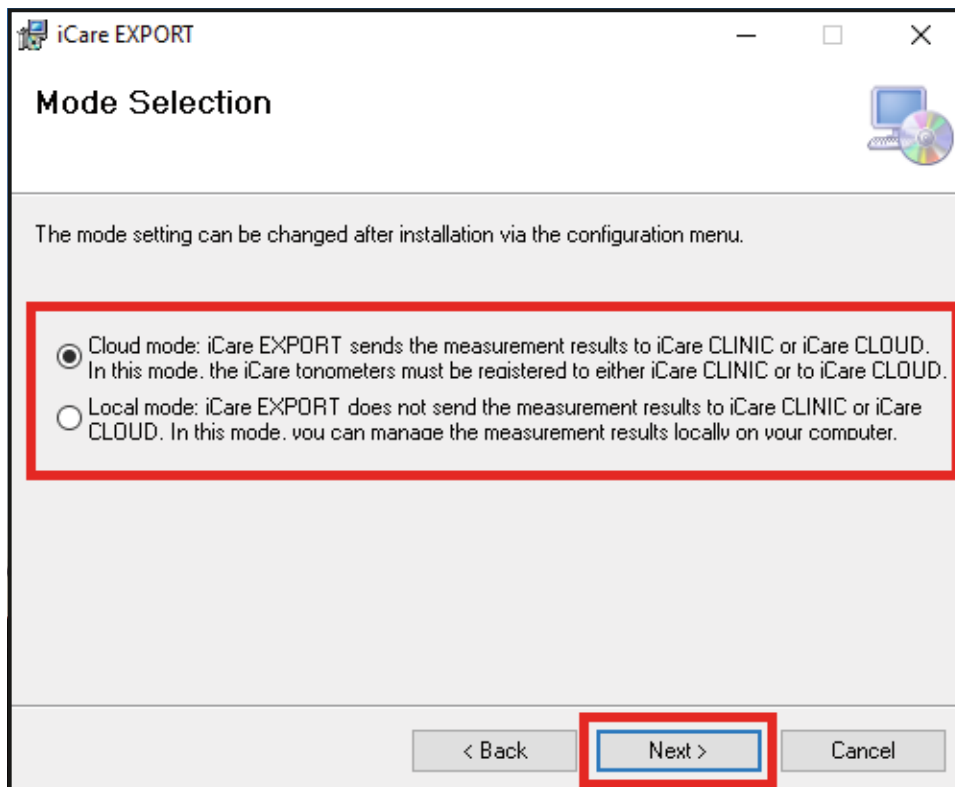 iCare EXPORT
Mode Selection
The mode setting can be changed after installation via the configuration menu.
Cloud mode: iCare EXPORT sends the measurement results to iCare CLINIC or iCare CLOUD.
In this mode, the iCare tonometers must be registered to either iCare CLINIC or to iCare CLOUD.
Local mode: iCare EXPORT does not send the measurement results to iCare CLINIC or iCare
CLOUD. In this mode, you can manage the measurement results locally on your computer.
< Back
Next >
Cancel